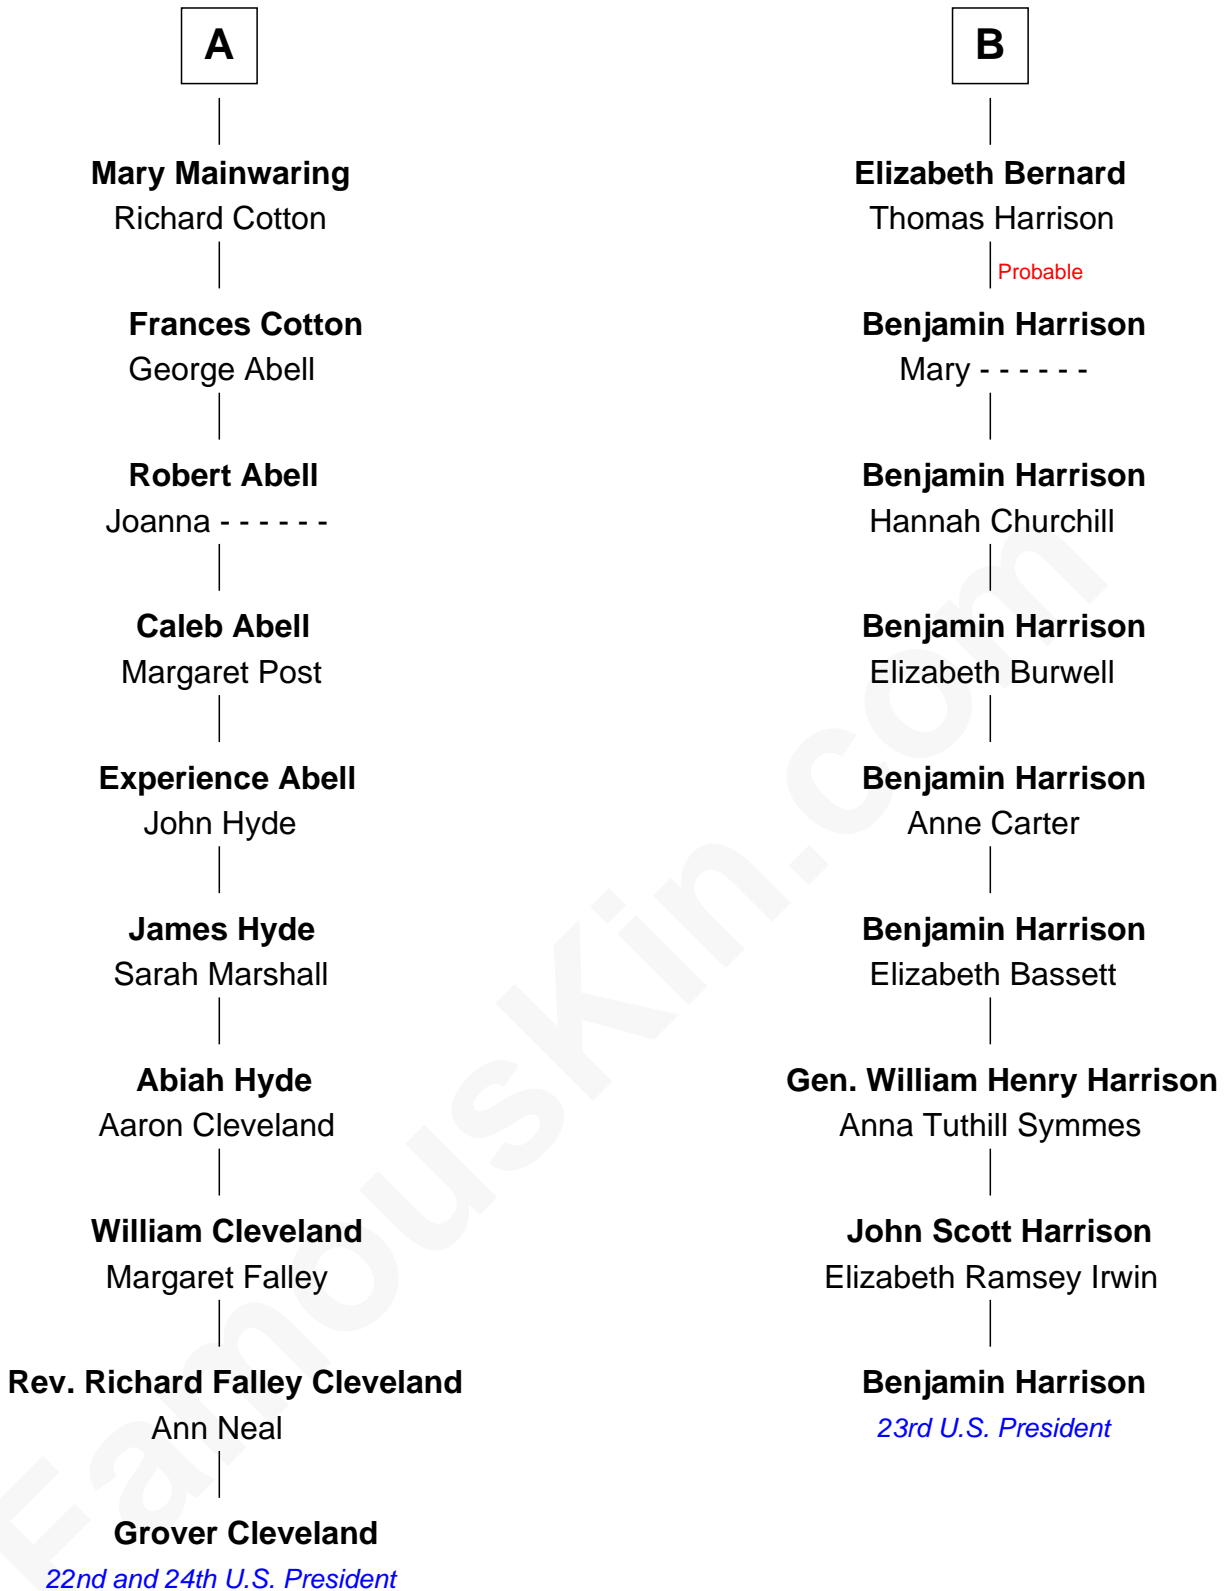 A
Mary Mainwaring
Richard Cotton
Frances Cotton
George Abell
Robert Abell
Joanna - - - - - -
Caleb Abell
Margaret Post
Experience Abell
John Hyde
James Hyde
Sarah Marshall
Abiah Hyde
Aaron Cleveland
William Cleveland
Margaret Falley
Rev. Richard Falley Cleveland
Ann Neal
Grover Cleveland
22nd and 24th U.S. President
B
Elizabeth Bernard
Thomas Harrison
Probable
Benjamin Harrison
Mary - - - - - -
Benjamin Harrison
Hannah Churchill
Benjamin Harrison
Elizabeth Burwell
Benjamin Harrison
Anne Carter
Benjamin Harrison
Elizabeth Bassett
Gen. William Henry Harrison
Anna Tuthill Symmes
John Scott Harrison
Elizabeth Ramsey Irwin
Benjamin Harrison
23rd U.S. President
FamousKin.com